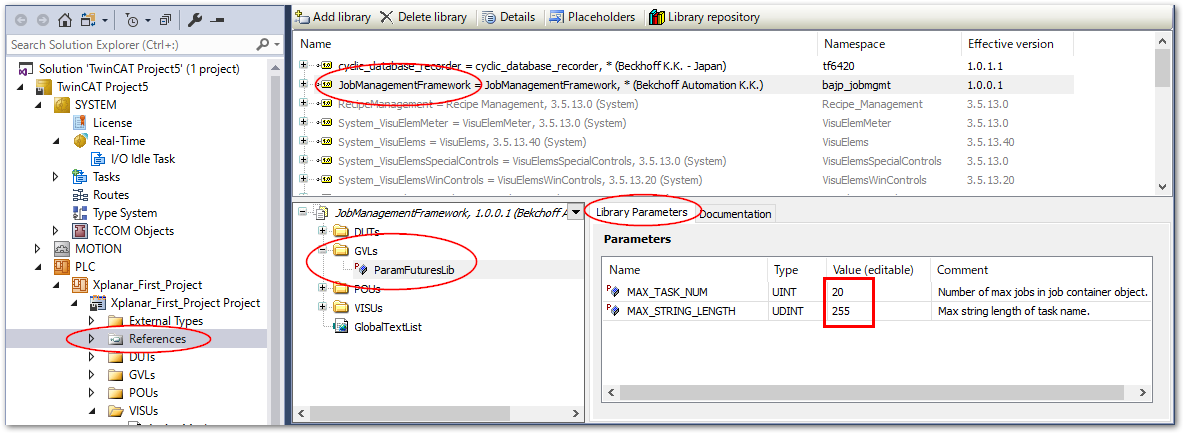 Search Solution Explorer (Ctrl+:)
Solution 'TwinCAT Project5' (1 project)
TwinCAT Project5
SYSTEM
License
Real-Time
I/O Idle Task
Tasks
Routes
Type System
TcCOM Objects
MOTION
PLC
Xplanar_First_Project
Xplanar_First_Project Project
External Types
References
DUTs
GVLs
POUs
VISUs
Add library Delete library Details Placeholders Library repository
Name Namespace Effective version
cyclic_database_recorder = cyclic_database_recorder, * (Beckhoff K.K. - Japan) tf6420 1.0.1.1
JobManagementFramework = JobManagementFramework, * (Bekchoff Automation K.K.) bajp_jobmgmt 1.0.0.1
RecipeManagement = Recipe Management, 3.5.13.0 (System) Recipe_Management 3.5.13.0
System_VisuElemMeter = VisuElemMeter, 3.5.13.0 (System) VisuElemMeter 3.5.13.0
System_VisuElems = VisuElems, 3.5.13.40 (System) VisuElems 3.5.13.40
System_VisuElemsSpecialControls = VisuElemsSpecialControls, 3.5.13.0 (System) VisuElemsSpecialControls 3.5.13.0
System_VisuElemsWinControls = VisuElemsWinControls, 3.5.13.20 (System) VisuElemsWinControls 3.5.13.20
JobManagementFramework, 1.0.0.1 (Bekchoff A
DUTs
GVLs
ParamFuturesLib
POUs
VISUs
GlobalTextList
Library Parameters Documentation
Parameters
Name Type Value (editable) Comment
MAX_TASK_NUM UINT 20 Number of max jobs in job container object.
MAX_STRING_LENGTH UDINT 255 Max string length of task name.